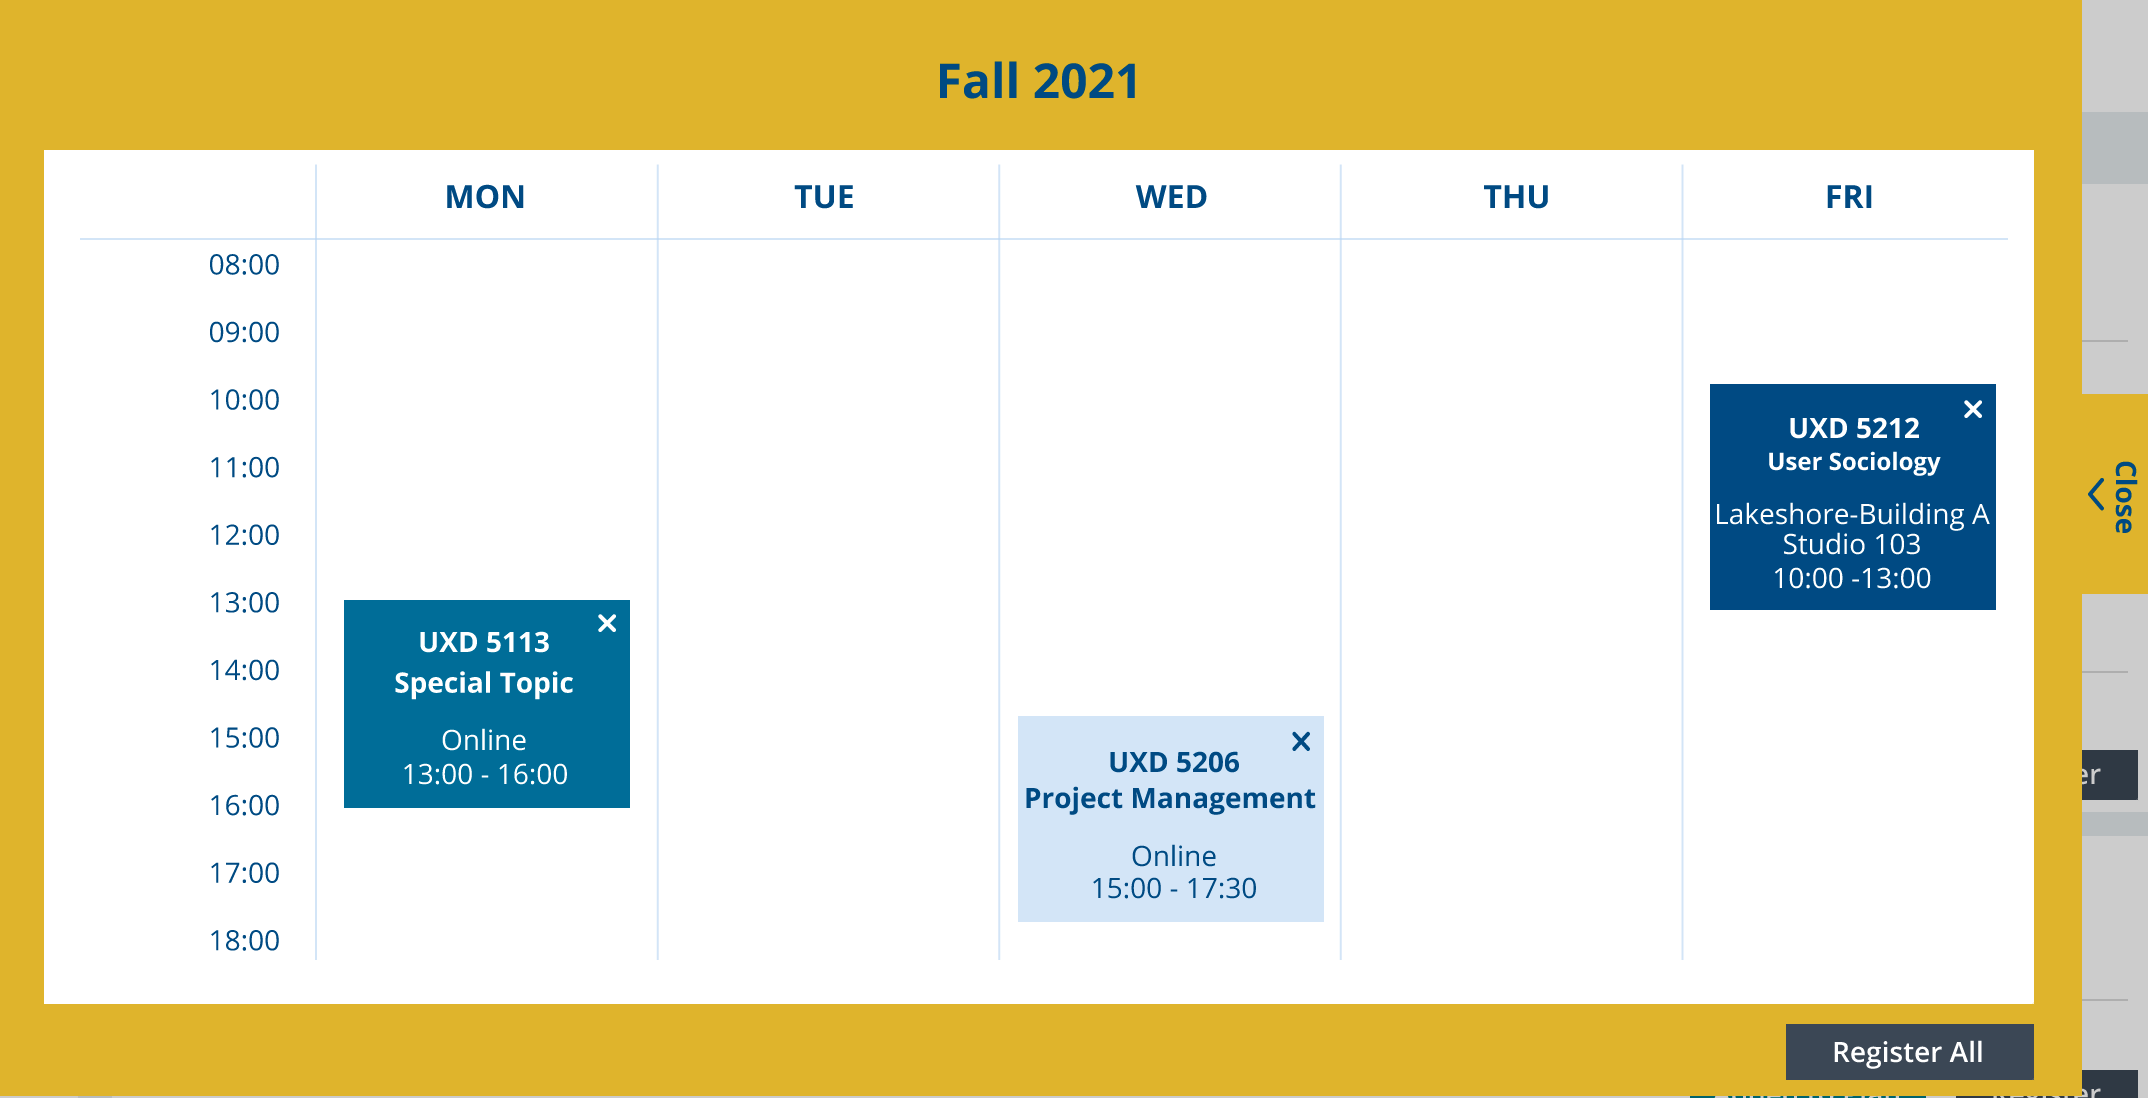 Fall 2021
MON TUE WED THU FRI
08:00
09:00
10:00
11:00
12:00
13:00
14:00
15:00
16:00
17:00
18:00
UXD 5113
Special Topic
Online
13:00 - 16:00
UXD 5206
Project Management
Online
15:00 - 17:30
UXD 5212
User Sociology
Lakeshore-Building A
Studio 103
10:00 -13:00
Close
er
Register All